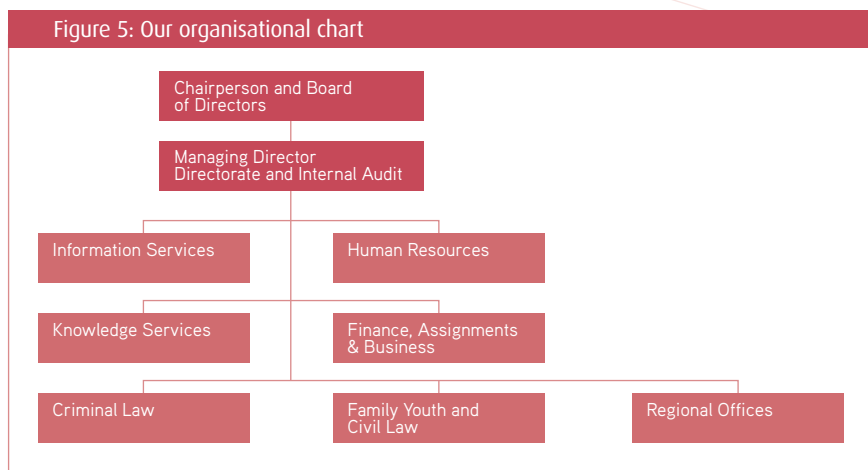 Figure 5: Our organisational chart
Chairperson and Board
of Directors
Managing Director
Directorate and Internal Audit
Information Services
Human Resources
Knowledge Services
Finance, Assignments
& Business
Criminal Law
Family Youth and
Civil Law
Regional Offices